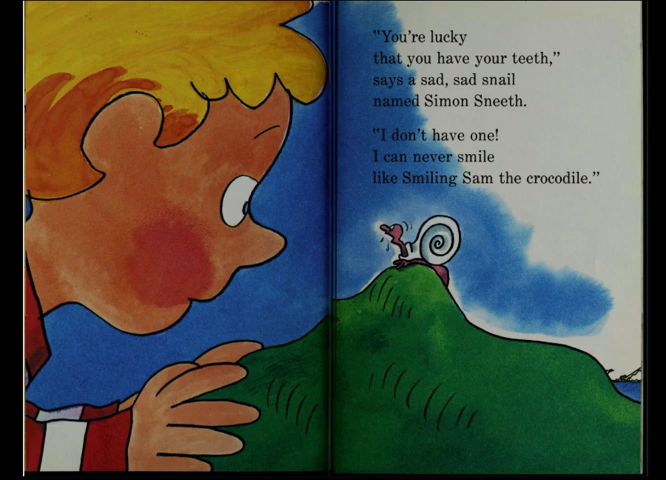 "You're lucky
that you have your teeth,"
says a sad, sad snail
named Simon Sneeth.
"I don't have one!
I can never smile
like Smiling Sam the crocodile."